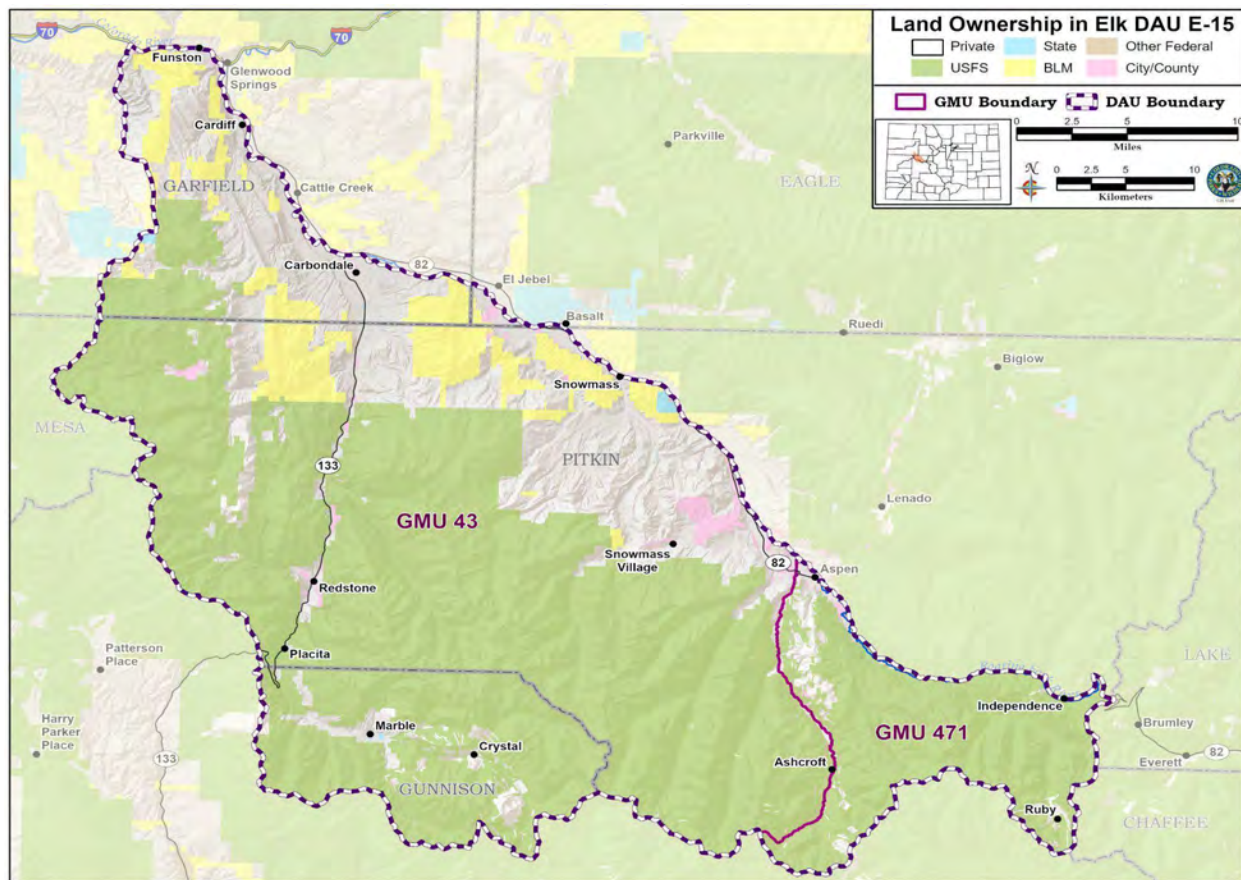 Land Ownership in Elk DAU E-15
Private
State
Other Federal
USFS
BLM
City/County
GMU Boundary
DAU Boundary
0
2.5
5
10
Miles
0
2.5
5
10
Kilometers
N
70
Colorado River
70
Funston
Glenwood
Springs
Cardiff
Parkville
Cattle Creek
GARFIELD
EAGLE
Carbondale
82
El Jebel
Basalt
Ruedi
Biglow
Snowmass
MESA
PITKIN
133
Lenado
GMU 43
Snowmass
Village
82
Aspen
Redstone
Placita
Patterson
Place
LAKE
Independence
Harry
Parker
Place
Marble
Crystal
GMU 471
Brumley
82
Everett
133
Ashcroft
GUNNISON
Ruby
CHAFFEE